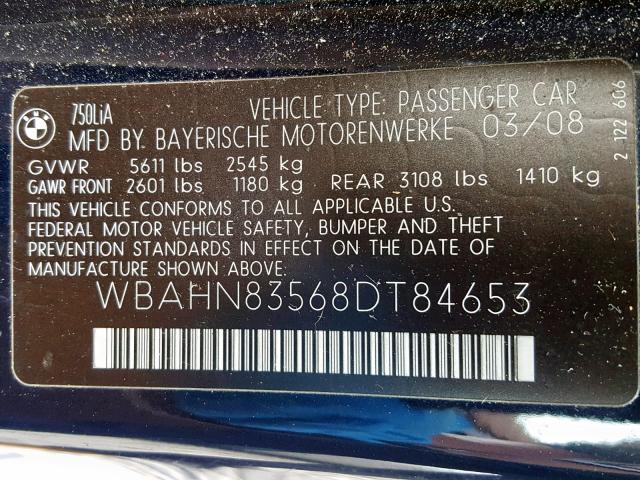 BMW
750LiA
VEHICLE TYPE: PASSENGER CAR
MFD BY BAYERISCHE MOTORENWERKE 03/08
GVWR 5611 lbs 2545 kg
GAWR FRONT 2601 lbs 1180 kg REAR 3108 lbs 1410 kg
THIS VEHICLE CONFORMS TO ALL APPLICABLE U.S.
FEDERAL MOTOR VEHICLE SAFETY, BUMPER AND THEFT
PREVENTION STANDARDS IN EFFECT ON THE DATE OF
MANUFACTURE SHOWN ABOVE.
WBAHN83568DT84653
2 122 606